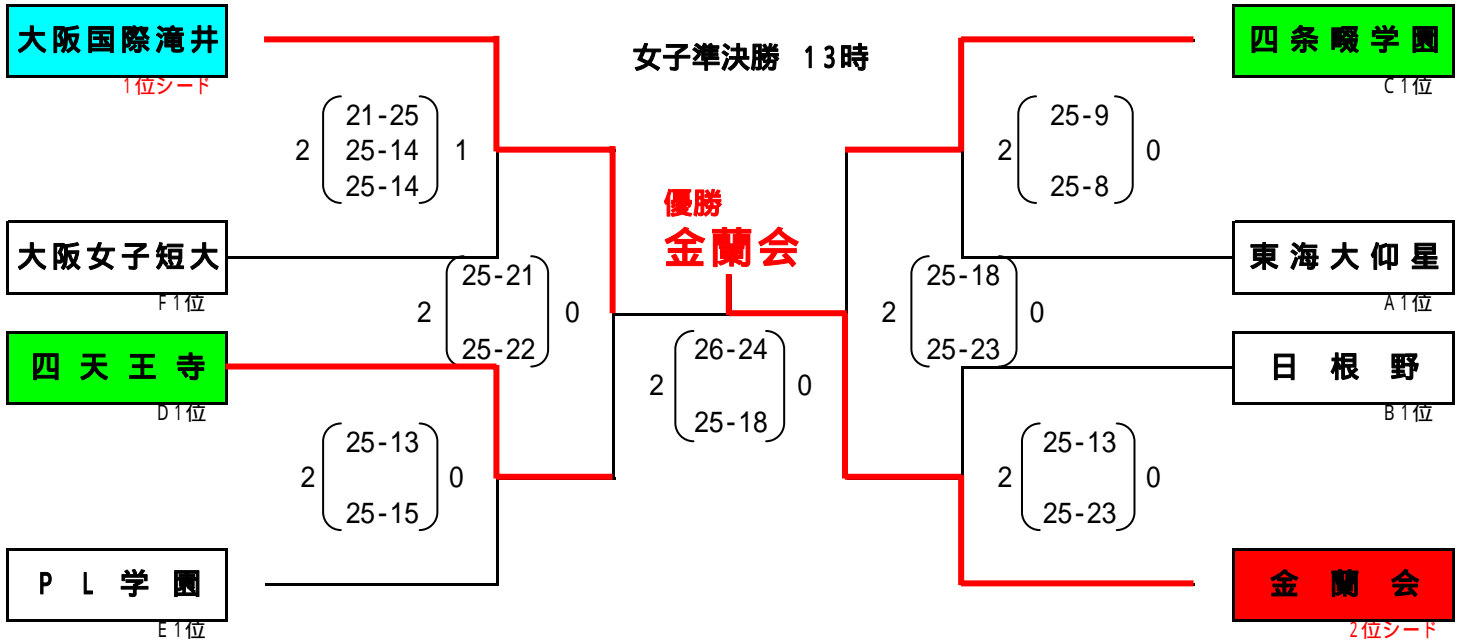 大阪国際滝井
1位シード
女子準決勝 13時
四条畷学園
C1位
2 21-25 1
25-14
25-14
2 25-9 0
25-8
優勝
金蘭会
大阪女子短大
F1位
東海大仰星
A1位
2 25-21 0
25-22
2 25-18 0
25-23
四天王寺
D1位
2 26-24 0
25-18
日根野
B1位
2 25-13 0
25-15
2 25-13 0
25-23
PL学園
E1位
金蘭会
2位シード